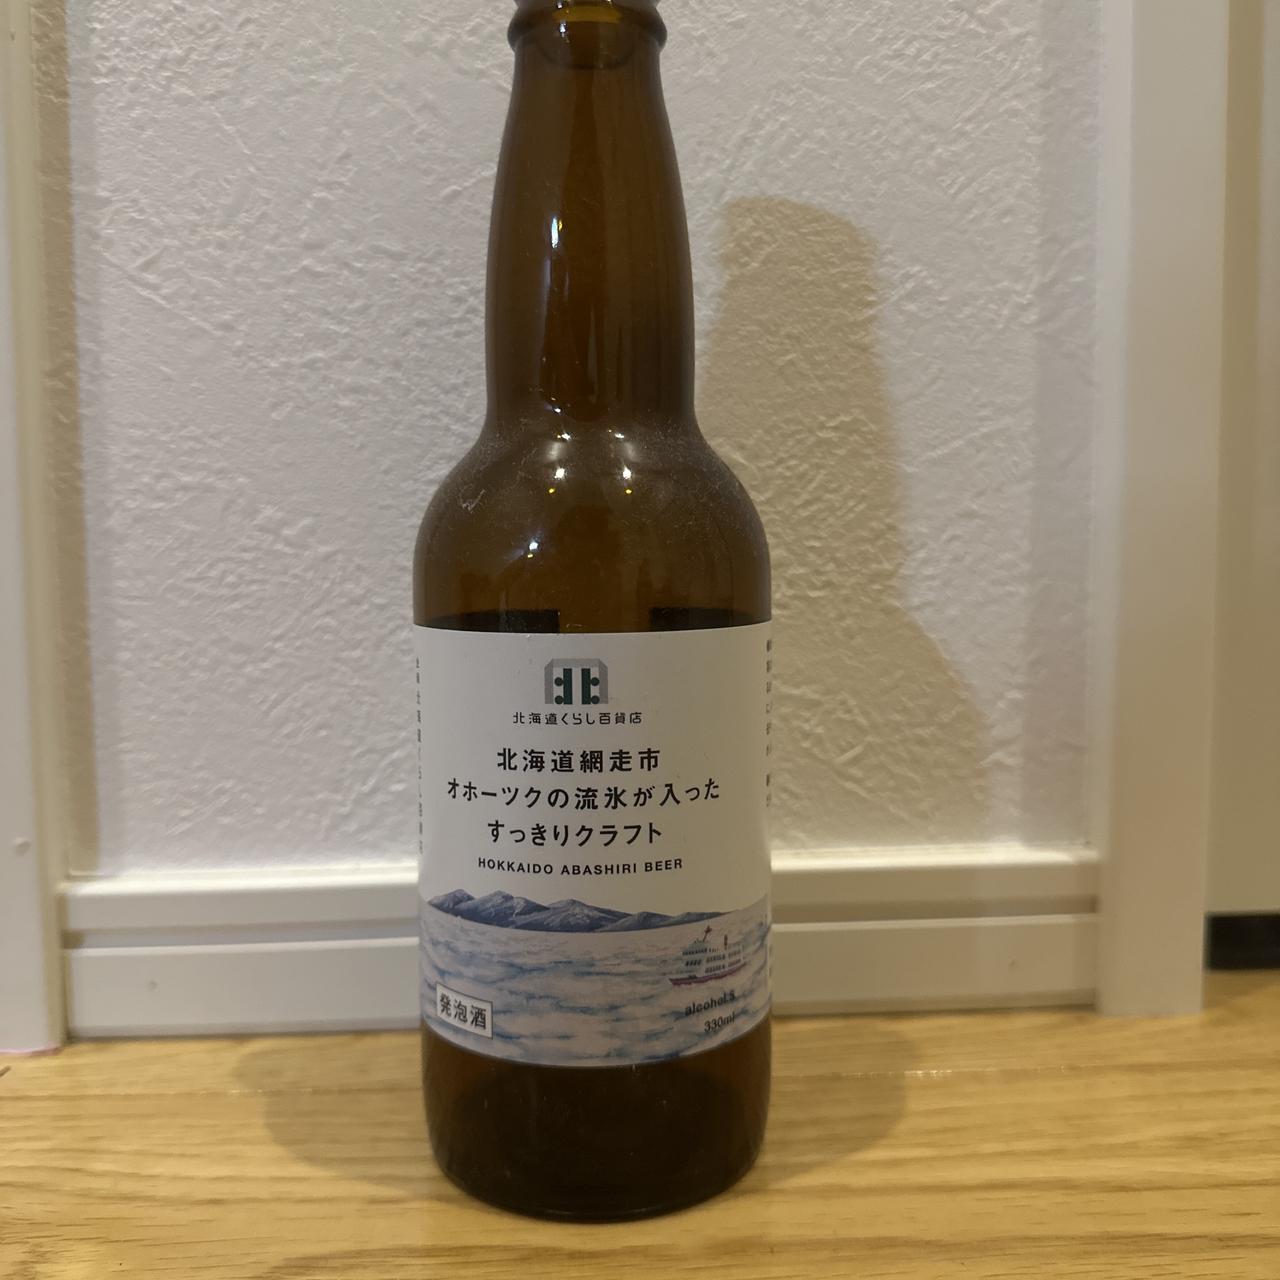 北海道くらし百貨店
北海道網走市
オホーツクの流氷が入った
すっきりクラフト
HOKKAIDO ABASHIRI BEER
発泡酒
alcohol.5
330ml